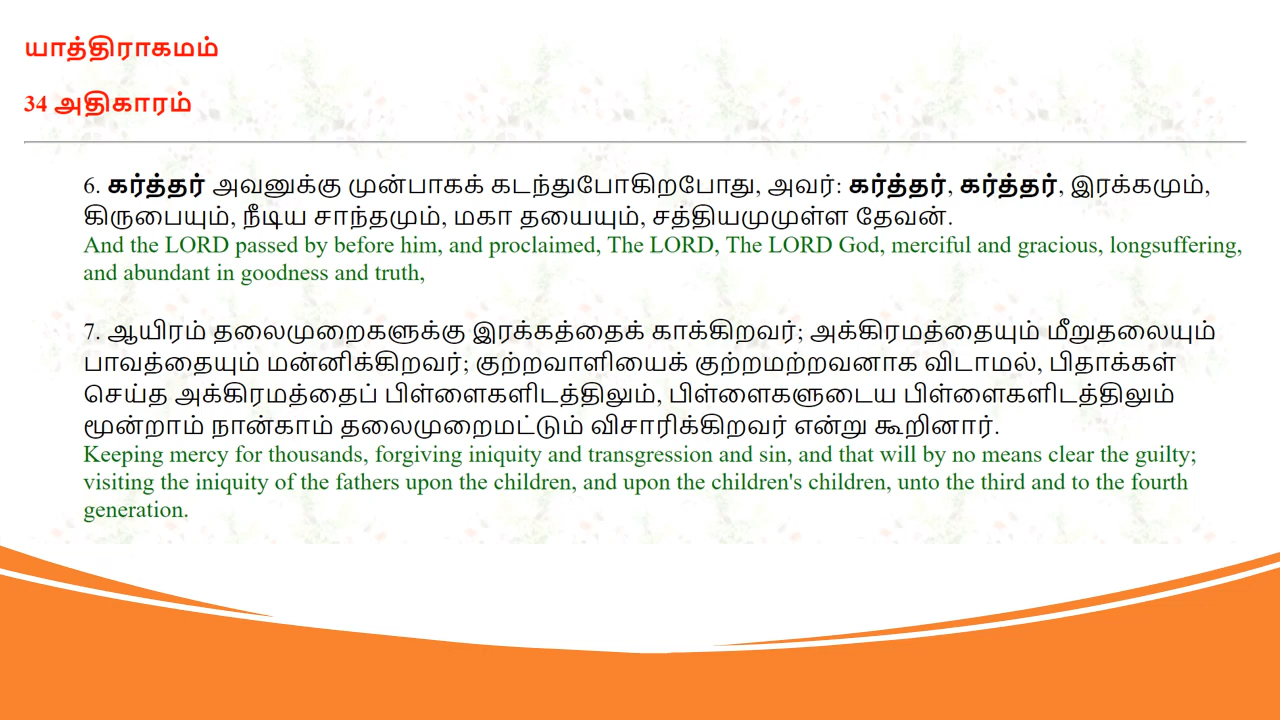 யாத்திராகமம்
34 அதிகாரம்
6. கர்த்தர் அவனுக்கு முன்பாகக் கடந்துபோகிறபோது, அவர்: கர்த்தர், கர்த்தர், இரக்கமும்,
கிருபையும், நீடிய சாந்தமும், மகா தயையும், சத்தியமுமுள்ள தேவன்.
And the LORD passed by before him, and proclaimed, The LORD, The LORD God, merciful and gracious, longsuffering,
and abundant in goodness and truth,
7. ஆயிரம் தலைமுறைகளுக்கு இரக்கத்தைக் காக்கிறவர்; அக்கிரமத்தையும் மீறுதலையும்
பாவத்தையும் மன்னிக்கிறவர்; குற்றவாளியைக் குற்றமற்றவனாக விடாமல், பிதாக்கள்
செய்த அக்கிரமத்தைப் பிள்ளைகளிடத்திலும், பிள்ளைகளுடைய பிள்ளைகளிடத்திலும்
மூன்றாம் நான்காம் தலைமுறைமட்டும் விசாரிக்கிறவர் என்று கூறினார்.
Keeping mercy for thousands, forgiving iniquity and transgression and sin, and that will by no means clear the guilty;
visiting the iniquity of the fathers upon the children, and upon the children's children, unto the third and to the fourth
generation.